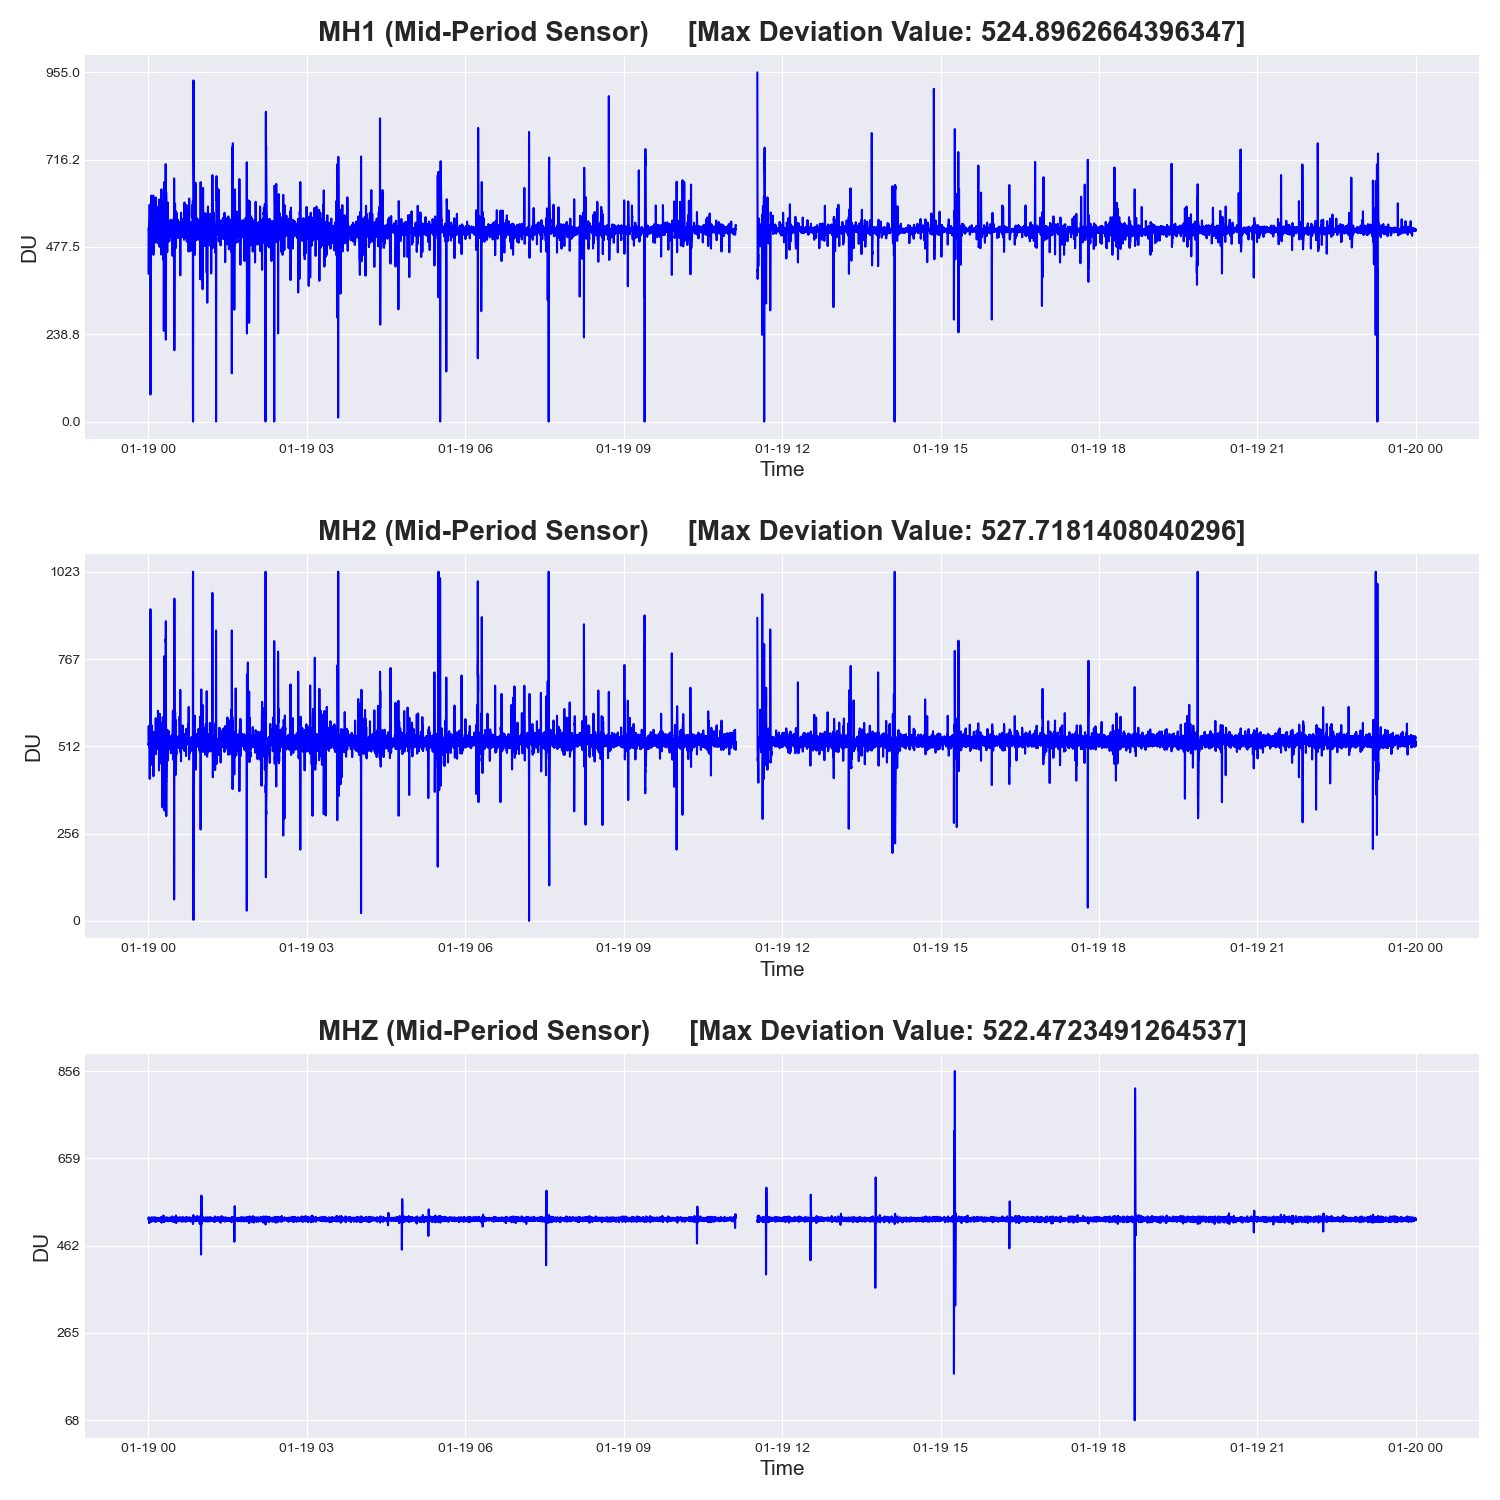 MH1 (Mid-Period Sensor) [Max Deviation Value: 524.8962664396347]
955.0
716.2
477.5
238.8
0.0
DU
01-19 00 01-19 03 01-19 06 01-19 09 01-19 12 01-19 15 01-19 18 01-19 21 01-20 00
Time
MH2 (Mid-Period Sensor) [Max Deviation Value: 527.7181408040296]
1023
767
512
256
0
DU
01-19 00 01-19 03 01-19 06 01-19 09 01-19 12 01-19 15 01-19 18 01-19 21 01-20 00
Time
MHZ (Mid-Period Sensor) [Max Deviation Value: 522.4723491264537]
856
659
462
265
68
DU
01-19 00 01-19 03 01-19 06 01-19 09 01-19 12 01-19 15 01-19 18 01-19 21 01-20 00
Time